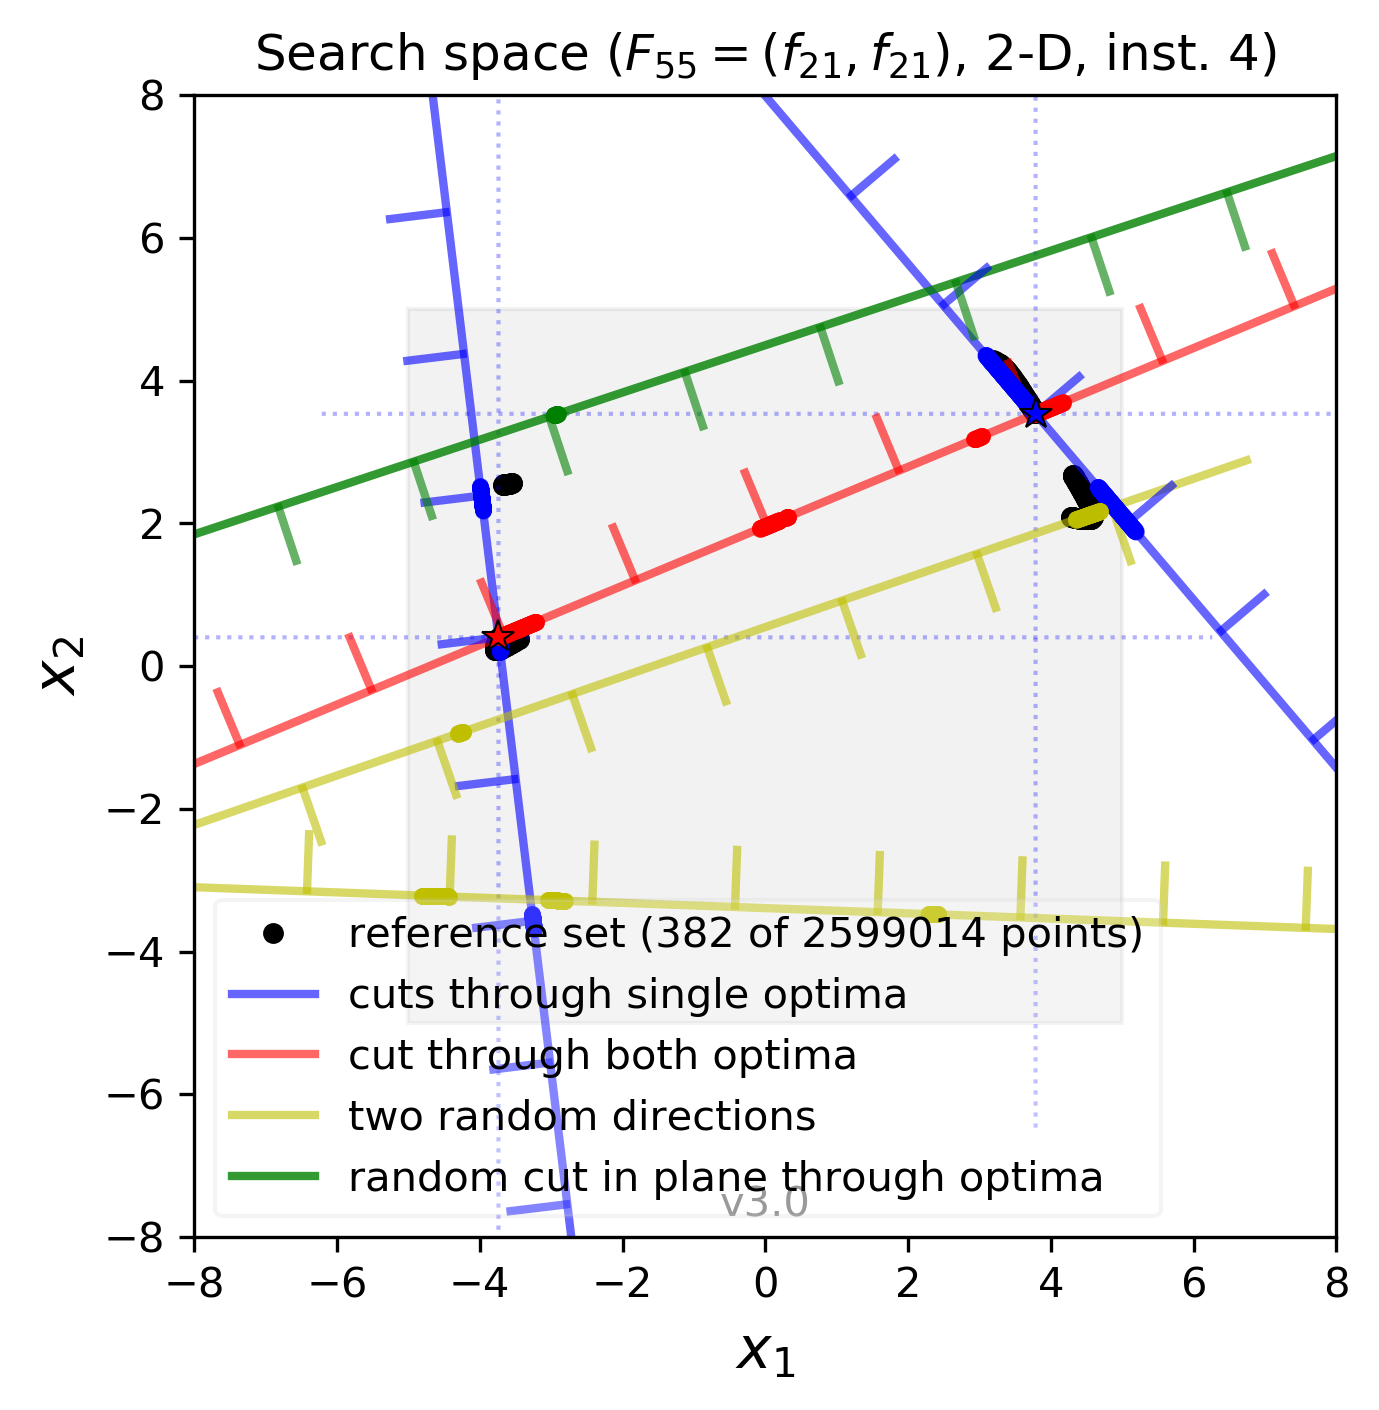 Search space (F55 = (f21, f21), 2-D, inst. 4)
8
6
4
2
0
−2
−4
−6
−8
x2
reference set (382 of 2599014 points)
cuts through single optima
cut through both optima
two random directions
random cut in plane through optima
v3.0
−8 −6 −4 −2 0 2 4 6 8
x1